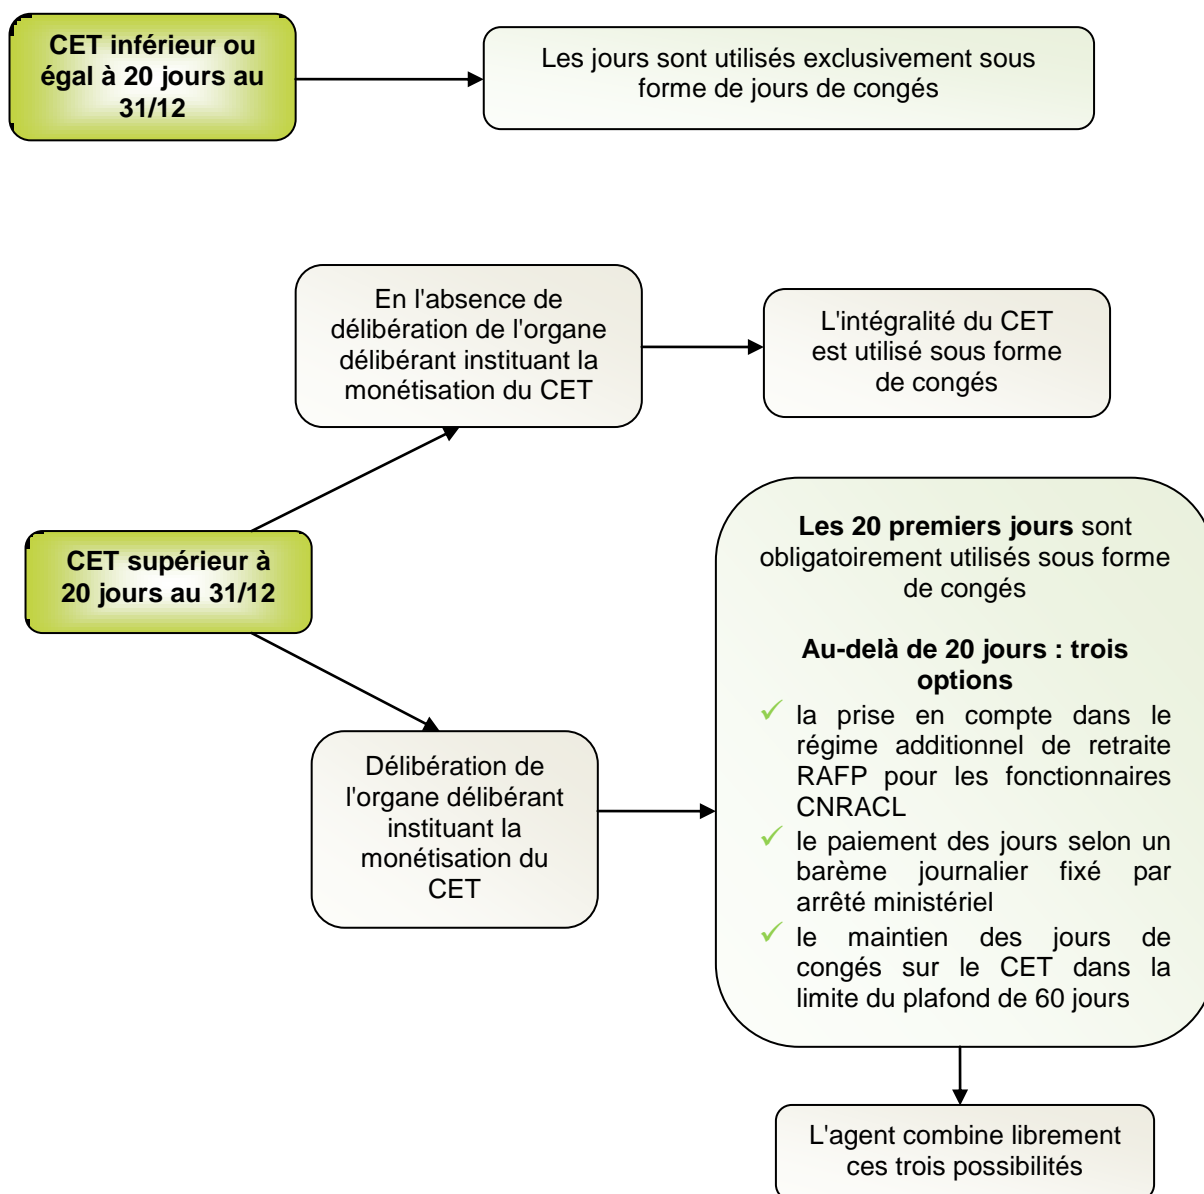 CET inférieur ou
égal à 20 jours au
31/12
Les jours sont utilisés exclusivement sous
forme de jours de congés
En l'absence de
délibération de l'organe
délibérant instituant la
monétisation du CET
L'intégralité du CET
est utilisé sous forme
de congés
CET supérieur à
20 jours au 31/12
Délibération de
l'organe délibérant
instituant la
monétisation du
CET
Les 20 premiers jours sont
obligatoirement utilisés sous forme
de congés
Au-delà de 20 jours : trois
options
✓ la prise en compte dans le
régime additionnel de retraite
RAFP pour les fonctionnaires
CNRACL
✓ le paiement des jours selon un
barème journalier fixé par
arrêté ministériel
✓ le maintien des jours de
congés sur le CET dans la
limite du plafond de 60 jours
L'agent combine librement
ces trois possibilités